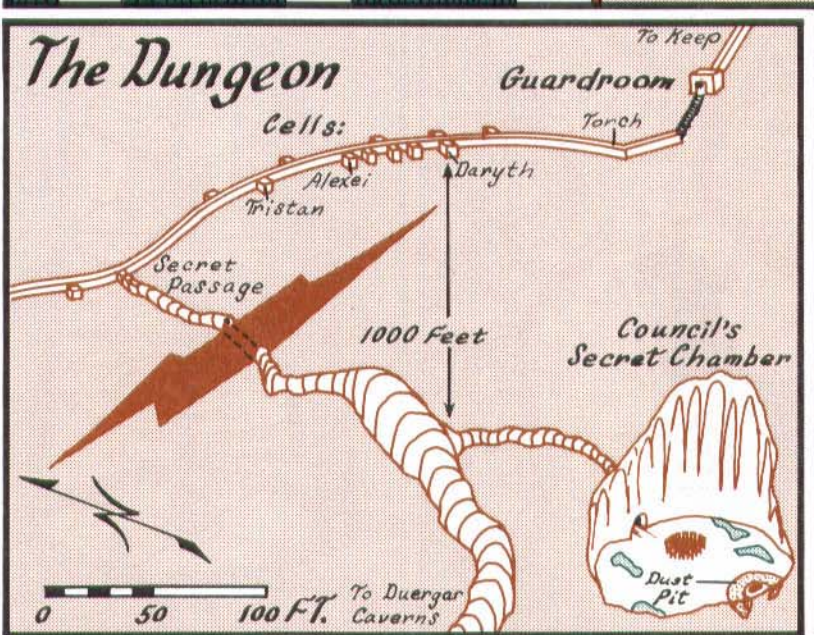 The Dungeon
To Keep
Guardroom
Cells:
Torch
Alexei
Daryth
Tristan
Secret
Passage
1000 Feet
Council's
Secret Chamber
Dust
Pit
N
0 50 100 FT.
To Duergar
Caverns